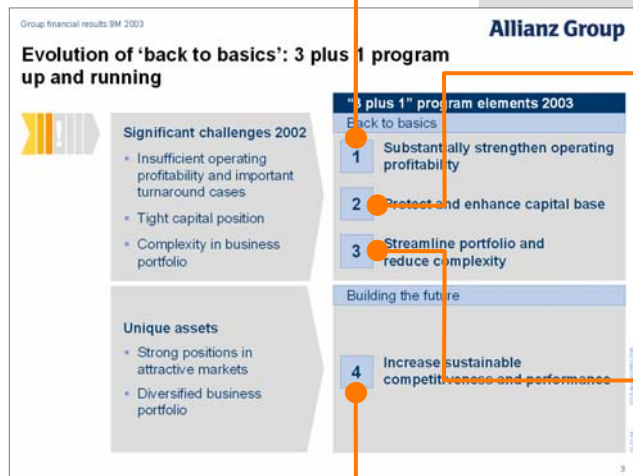 Group financial results 9M 2003
Allianz Group
Evolution of ‘back to basics’: 3 plus 1 program
up and running
Significant challenges 2002
Insufficient operating
profitability and important
turnaround cases
Tight capital position
Complexity in business
portfolio
Unique assets
Strong positions in
attractive markets
Diversified business
portfolio
“3 plus 1” program elements 2003
Back to basics
1 Substantially strengthen operating
profitability
2 Protect and enhance capital base
3 Streamline portfolio and
reduce complexity
Building the future
4 Increase sustainable
competitiveness and performance
3